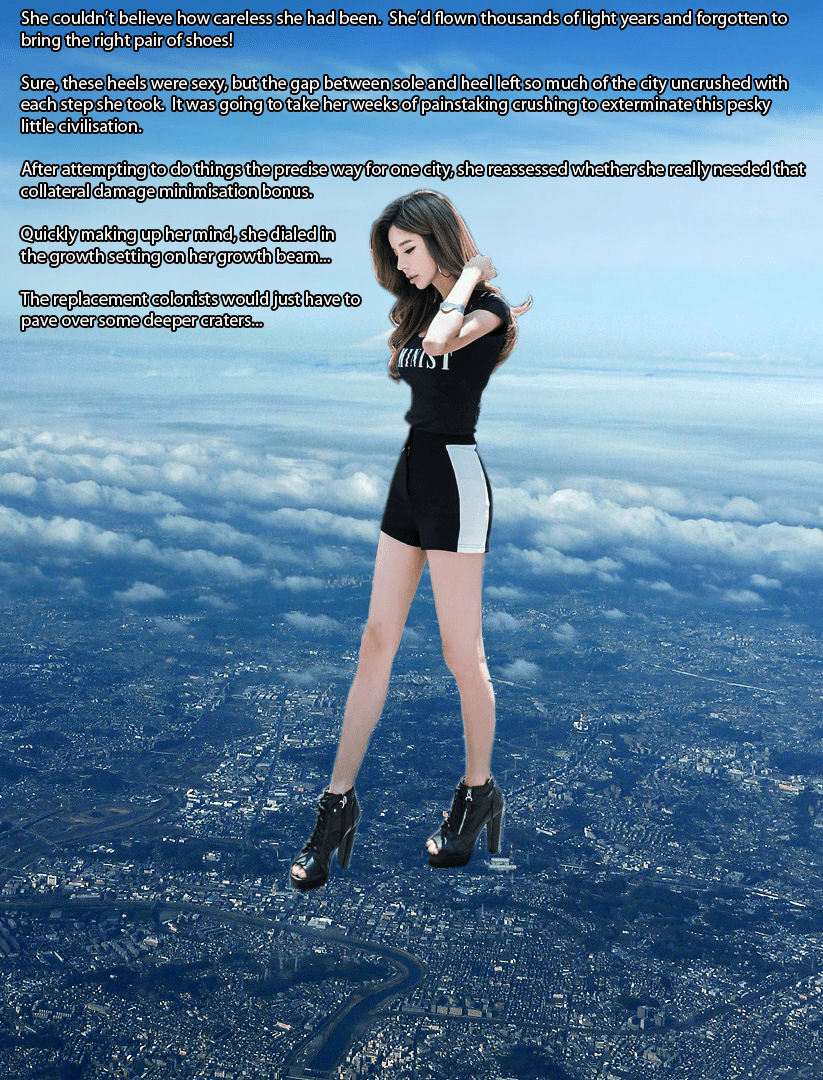 She couldn't believe how careless she had been.  She'd flown thousands of light years and forgotten to
bring the right pair of shoes!
Sure, these heels were sexy, but the gap between sole and heel left so much of the city uncrushed with
each step she took.  It was going to take her weeks of painstaking crushing to exterminate this pesky
little civilisation.
After attempting to do things the precise way for one city, she reassessed whether she really needed that
collateral damage minimisation bonus.
Quickly making up her mind, she dialed in
the growth setting on her growth beam...
The replacement colonists would just have to
pave over some deeper craters...